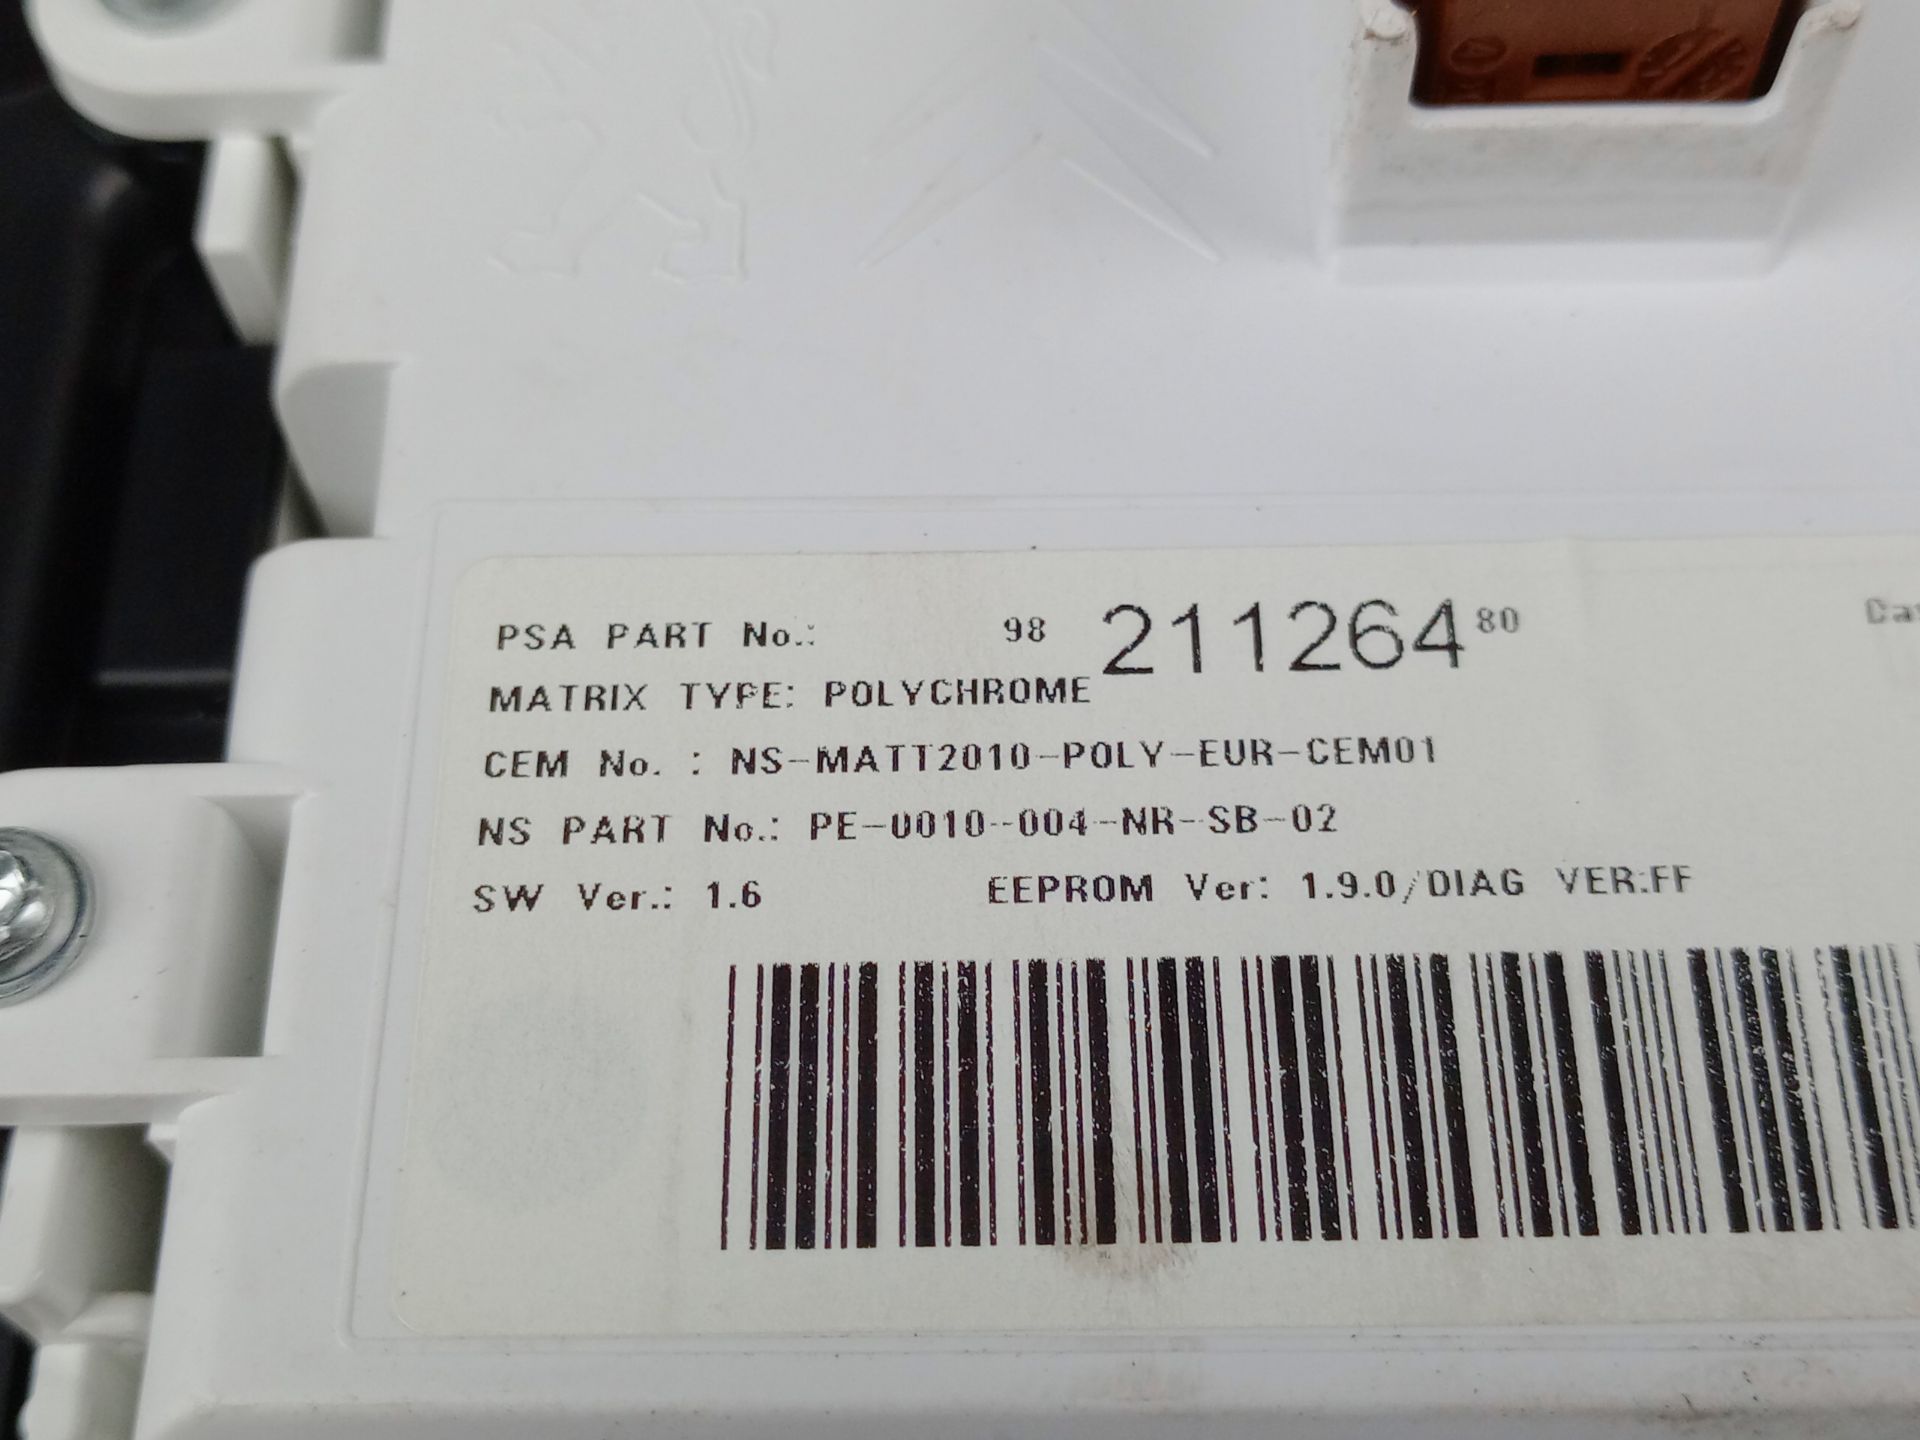 PSA PART No.: 98 211264 80
MATRIX TYPE: POLYCHROME
CEM No. : NS-MATT2010-POLY-EUR-CEM01
NS PART No.: PE-0010-004-NR-SB-02
SW Ver.: 1.6 EEPROM Ver: 1.9.0/DIAG VER:FF